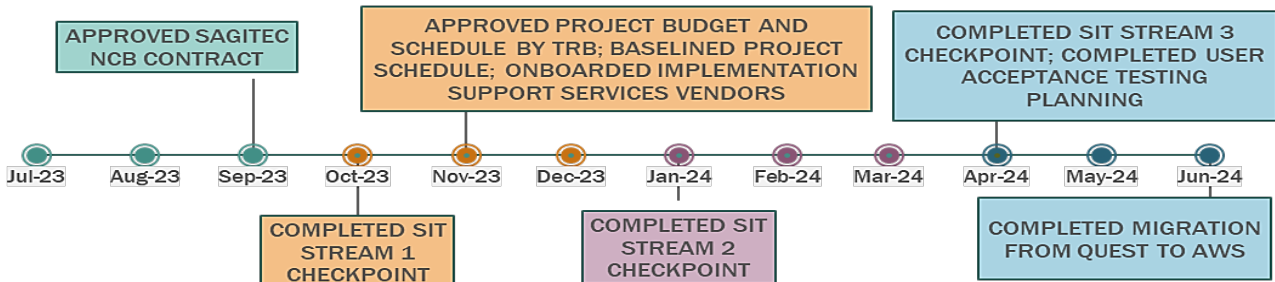 APPROVED SAGITEC
NCB CONTRACT
APPROVED PROJECT BUDGET AND
SCHEDULE BY TRB; BASELINED PROJECT
SCHEDULE; ONBOARDED IMPLEMENTATION
SUPPORT SERVICES VENDORS
COMPLETED SIT STREAM 3
CHECKPOINT; COMPLETED USER
ACCEPTANCE TESTING
PLANNING
Jul-23
Aug-23
Sep-23
Oct-23
Nov-23
Dec-23
Jan-24
Feb-24
Mar-24
Apr-24
May-24
Jun-24
COMPLETED SIT
STREAM 1
CHECKPOINT
COMPLETED SIT
STREAM 2
CHECKPOINT
COMPLETED MIGRATION
FROM QUEST TO AWS